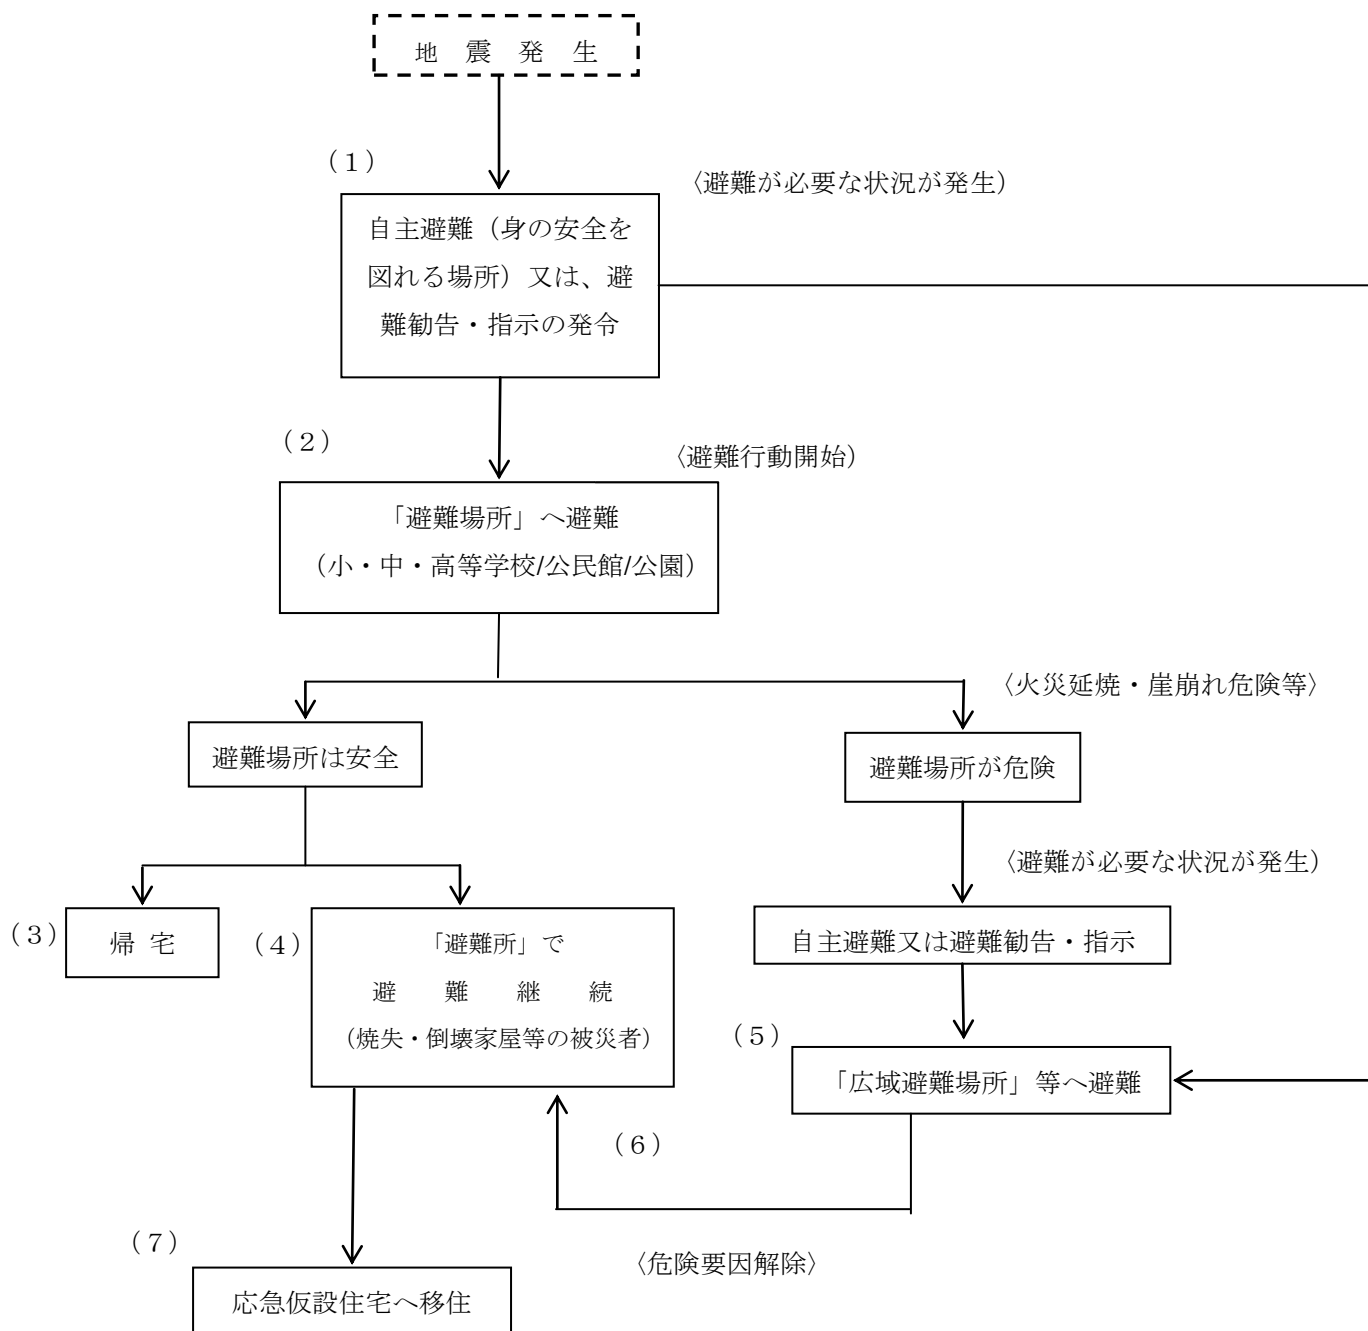 地 震 発 生
（１）
〈避難が必要な状況が発生）
自主避難（身の安全を
図れる場所）又は、避
難勧告・指示の発令
（２）
〈避難行動開始）
「避難場所」へ避難
（小・中・高等学校/公民館/公園）
〈火災延焼・崖崩れ危険等〉
避難場所は安全
避難場所が危険
〈避難が必要な状況が発生）
（３）
帰 宅
（４）
「避難所」で
避 難 継 続
（焼失・倒壊家屋等の被災者）
自主避難又は避難勧告・指示
（５）
「広域避難場所」等へ避難
（６）
（７）
〈危険要因解除〉
応急仮設住宅へ移住